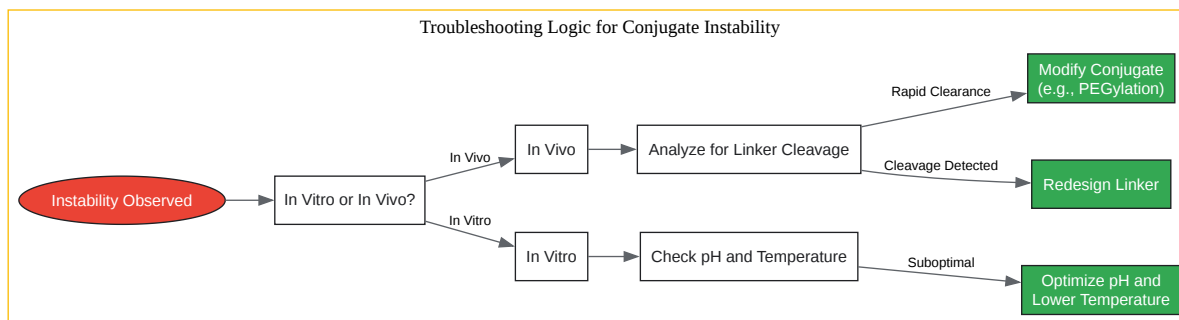 Troubleshooting Logic for Conjugate Instability
Instability Observed
In Vitro or In Vivo?
In Vivo
In Vivo
Analyze for Linker Cleavage
Rapid Clearance
Modify Conjugate
(e.g., PEGylation)
Cleavage Detected
Redesign Linker
In Vitro
In Vitro
Check pH and Temperature
Suboptimal
Optimize pH and
Lower Temperature